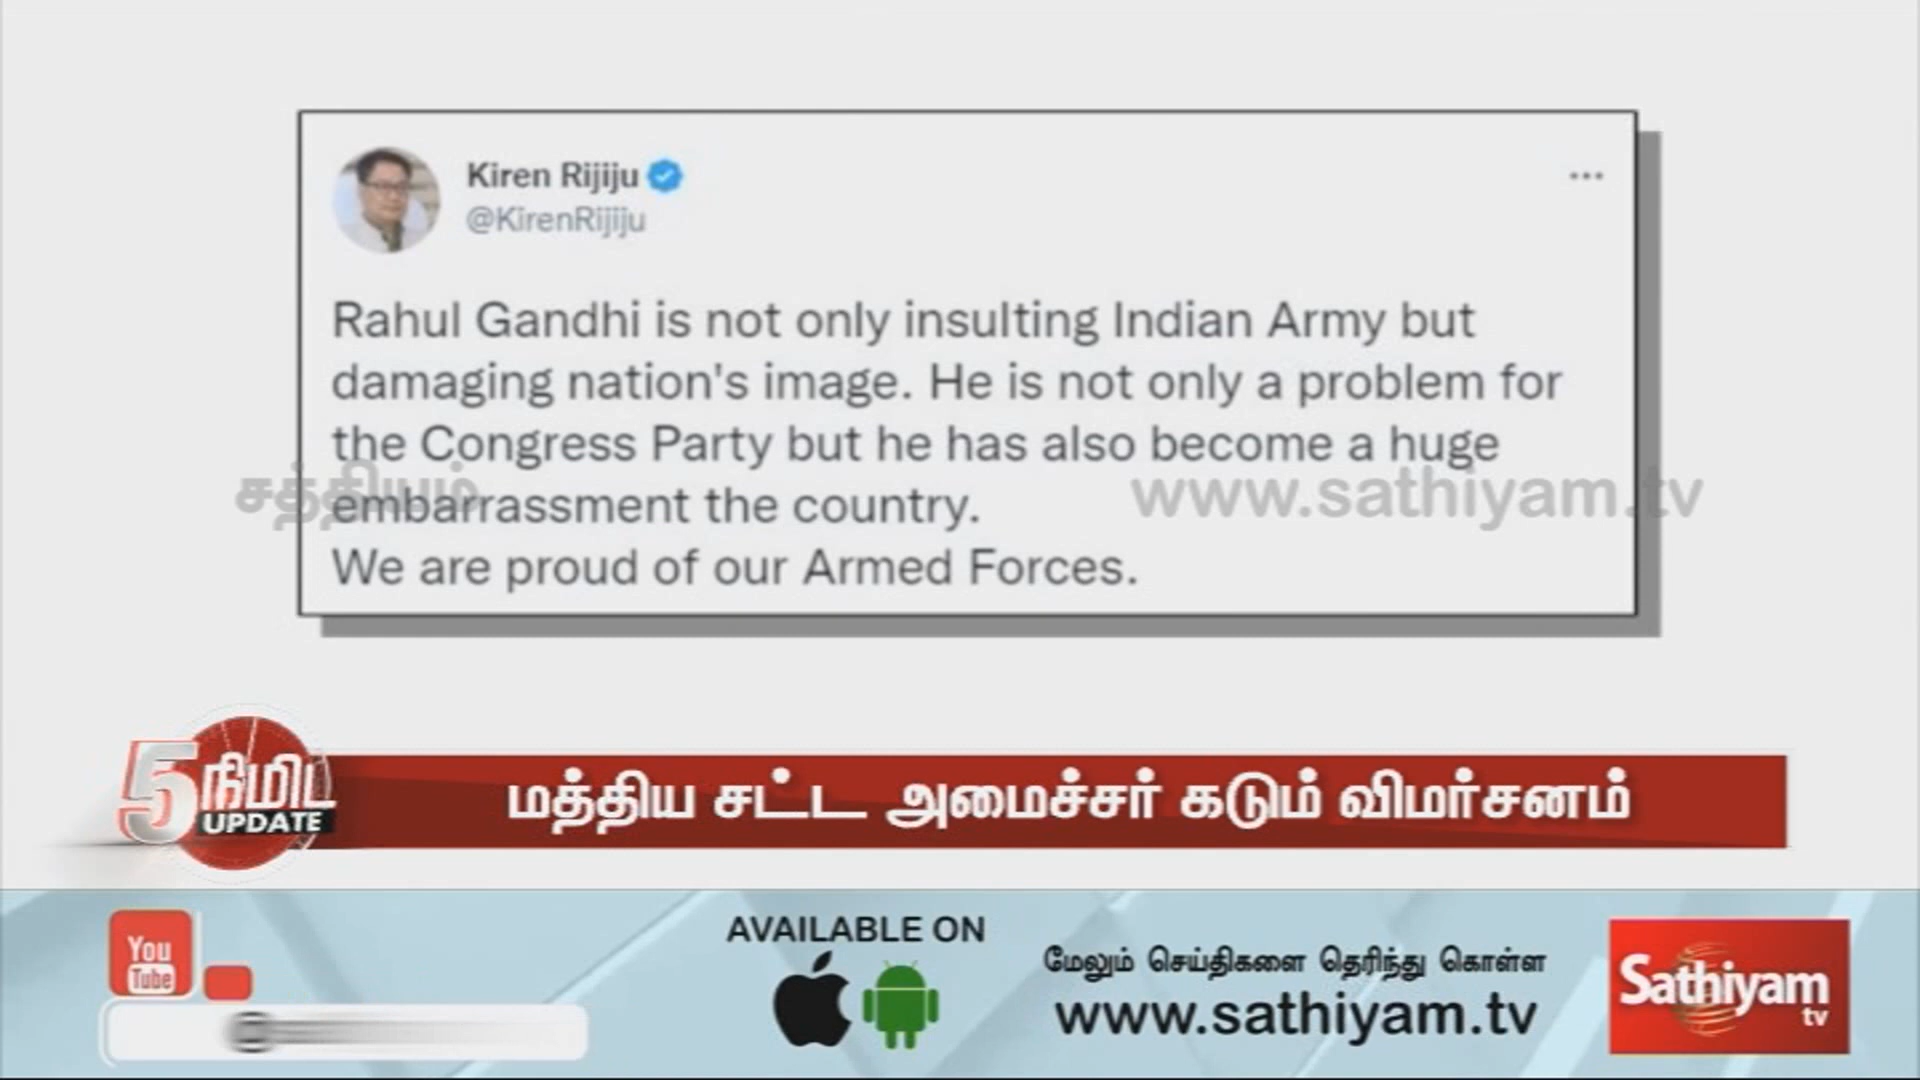 Kiren Rijiju
@KirenRijiju
Rahul Gandhi is not only insulting Indian Army but
damaging nation's image. He is not only a problem for
the Congress Party but he has also become a huge
embarrassment the country.
We are proud of our Armed Forces.
சத்தியம்
www.sathiyam.tv
5 நிமிட
UPDATE
மத்திய சட்ட அமைச்சர் கடும் விமர்சனம்
You
Tube
AVAILABLE ON
மேலும் செய்திகளை தெரிந்து கொள்ள
www.sathiyam.tv
Sathiyam
tv